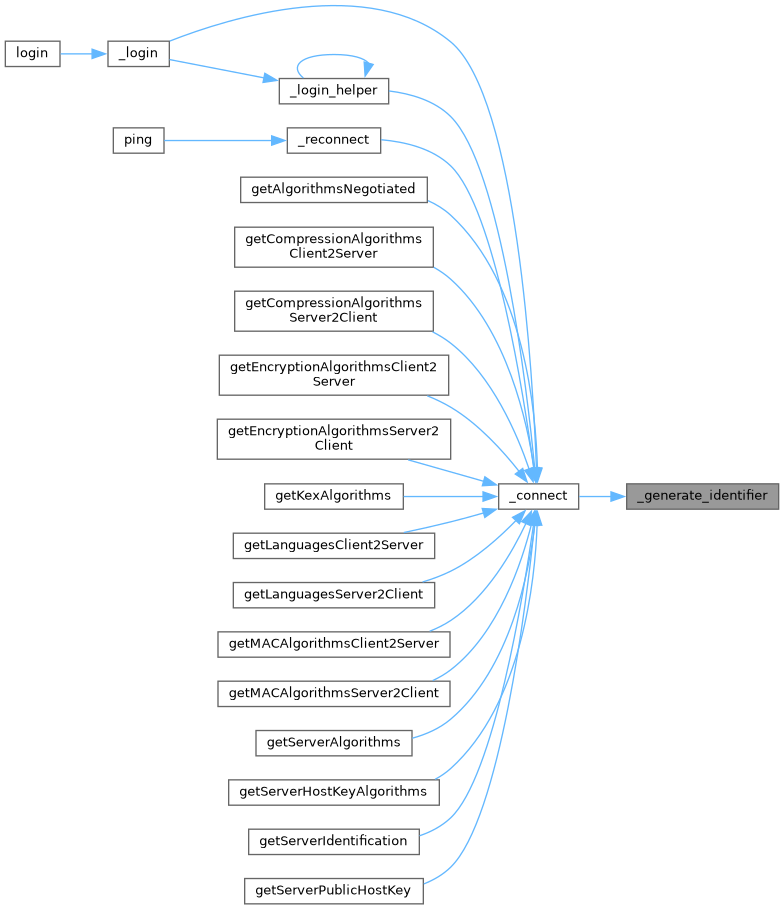 login
_login
_login_helper
ping
_reconnect
getAlgorithmsNegotiated
getCompressionAlgorithms
Client2Server
getCompressionAlgorithms
Server2Client
getEncryptionAlgorithmsClient2
Server
getEncryptionAlgorithmsServer2
Client
getKexAlgorithms
_connect
_generate_identifier
getLanguagesClient2Server
getLanguagesServer2Client
getMACAlgorithmsClient2Server
getMACAlgorithmsServer2Client
getServerAlgorithms
getServerHostKeyAlgorithms
getServerIdentification
getServerPublicHostKey